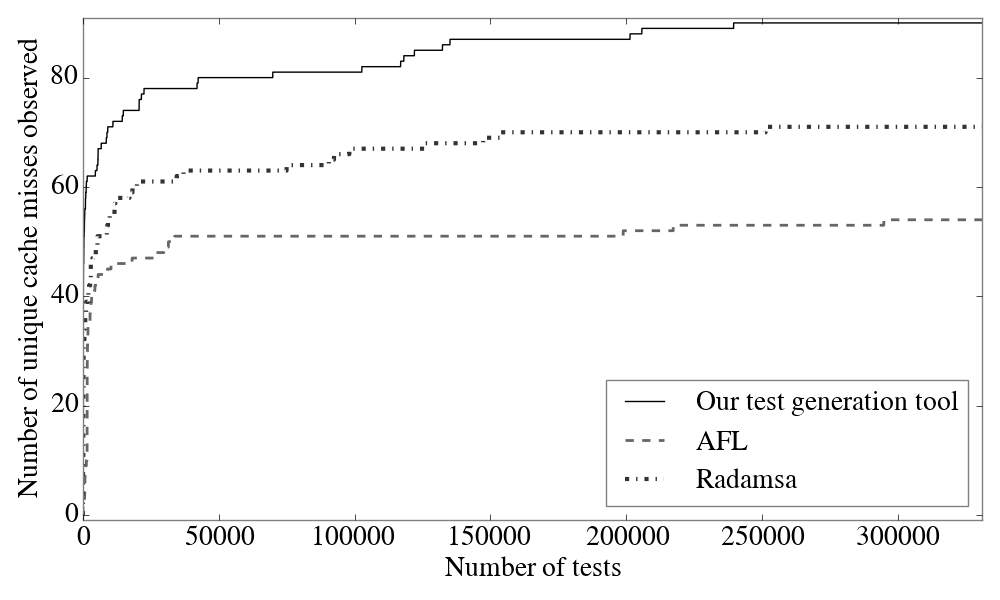 Number of unique cache misses observed
80
60
40
20
0
Our test generation tool
AFL
Radamsa
0 50000 100000 150000 200000 250000 300000
Number of tests